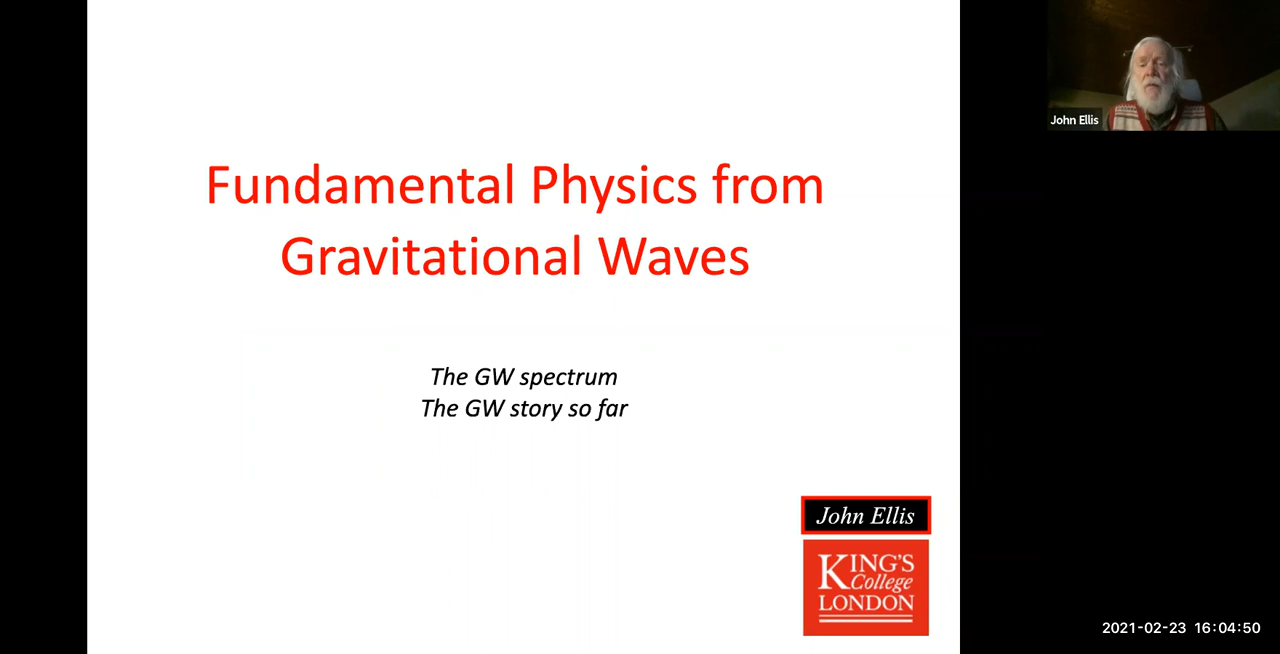 Fundamental Physics from
Gravitational Waves
The GW spectrum
The GW story so far
John Ellis
KING'S
College
LONDON
John Ellis
2021-02-23 16:04:50